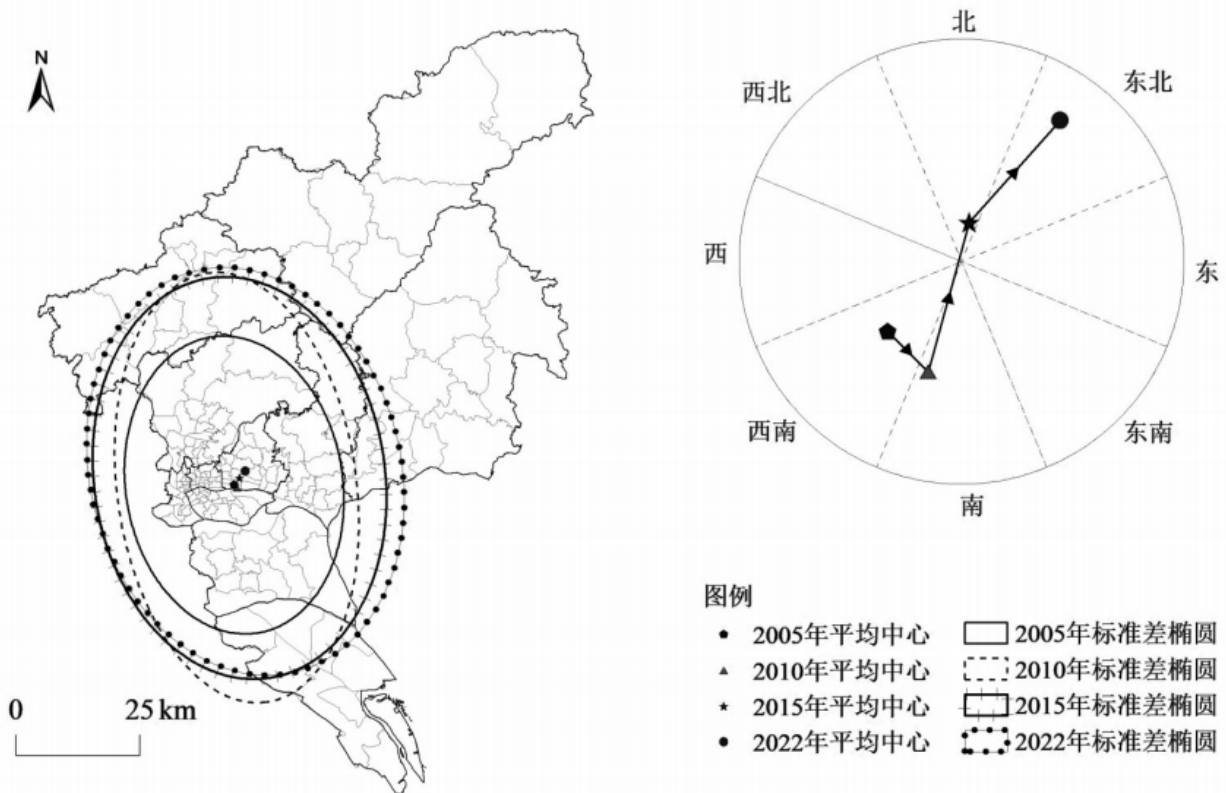 N
0 25 km
北
西北
东北
西
东
西南
东南
南
图例
2005年平均中心 2005年标准差椭圆
2010年平均中心 2010年标准差椭圆
2015年平均中心 2015年标准差椭圆
2022年平均中心 2022年标准差椭圆